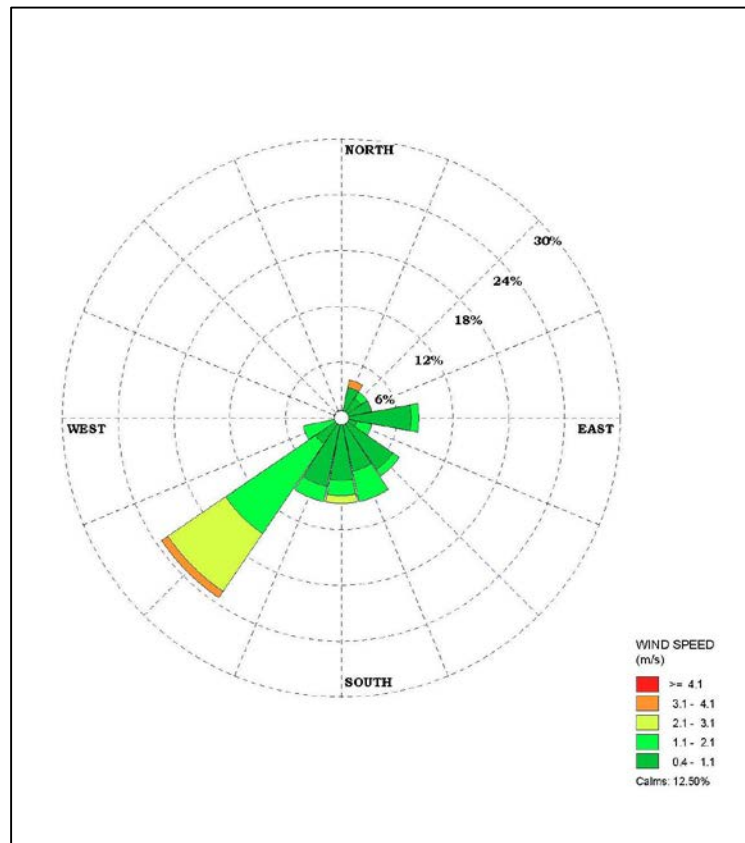 NORTH
30%
24%
18%
12%
6%
WEST
EAST
SOUTH
WIND SPEED
(m/s)
>= 4.1
3.1 - 4.1
2.1 - 3.1
1.1 - 2.1
0.4 - 1.1
Calms: 12.50%